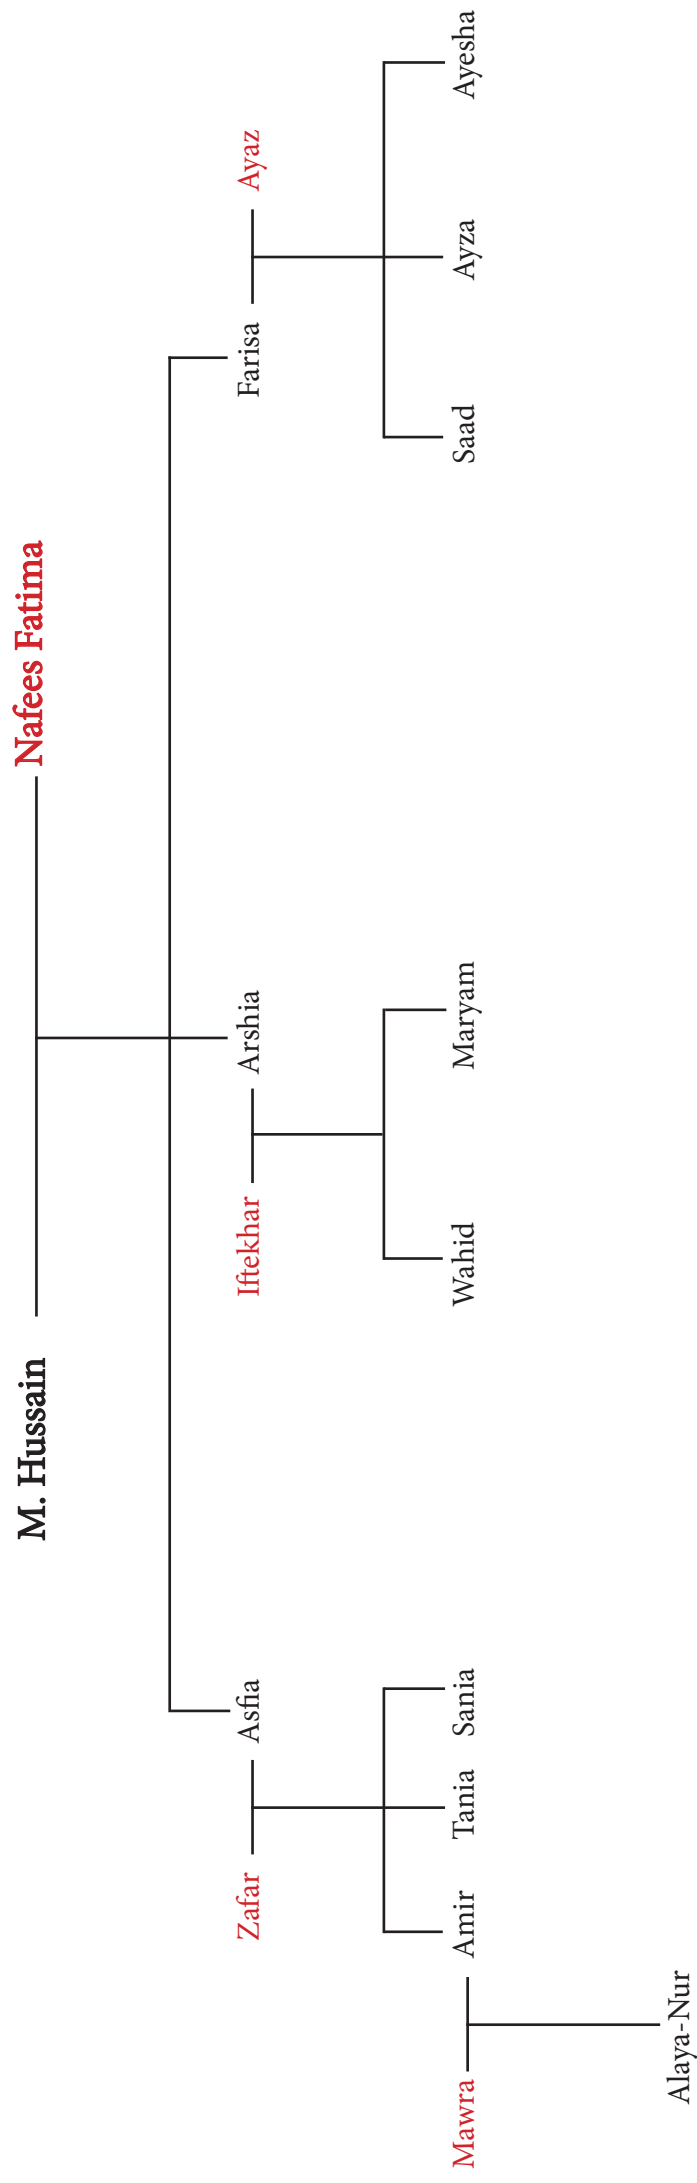 M. Hussain Nafees Fatima
Zafar Asfia Iftekhar Arshia Farisa Ayaz
Mawra Amir Tania Sania Wahid Maryam Saad Ayza Ayesha
Alaya-Nur